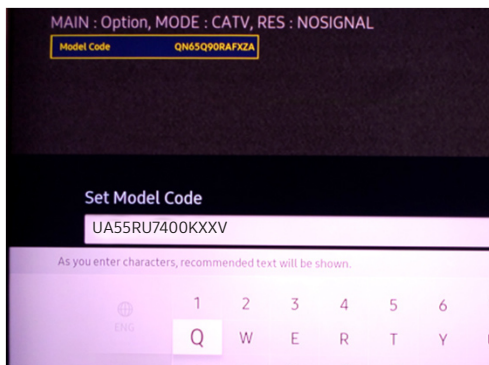 MAIN : Option, MODE : CATV, RES : NOSIGNAL
Model Code QN65Q90RAFXZA
Set Model Code
UA55RU7400KXXV
As you enter characters, recommended text will be shown.
1 2 3 4 5 6
ENG
Q W E R T Y